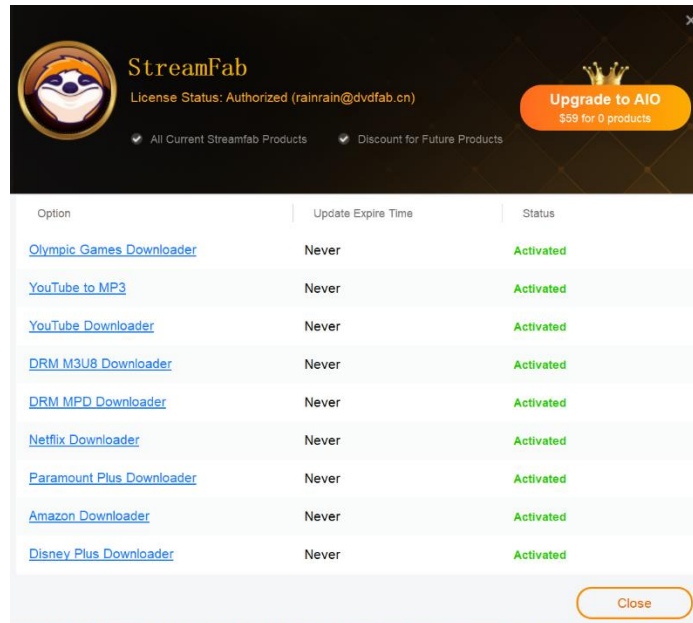 StreamFab
License Status: Authorized (rainrain@dvdfab.cn)
Upgrade to AIO
$59 for 0 products
All Current Streamfab Products Discount for Future Products
Option Update Expire Time Status
Olympic Games Downloader Never Activated
YouTube to MP3 Never Activated
YouTube Downloader Never Activated
DRM M3U8 Downloader Never Activated
DRM MPD Downloader Never Activated
Netflix Downloader Never Activated
Paramount Plus Downloader Never Activated
Amazon Downloader Never Activated
Disney Plus Downloader Never Activated
Close